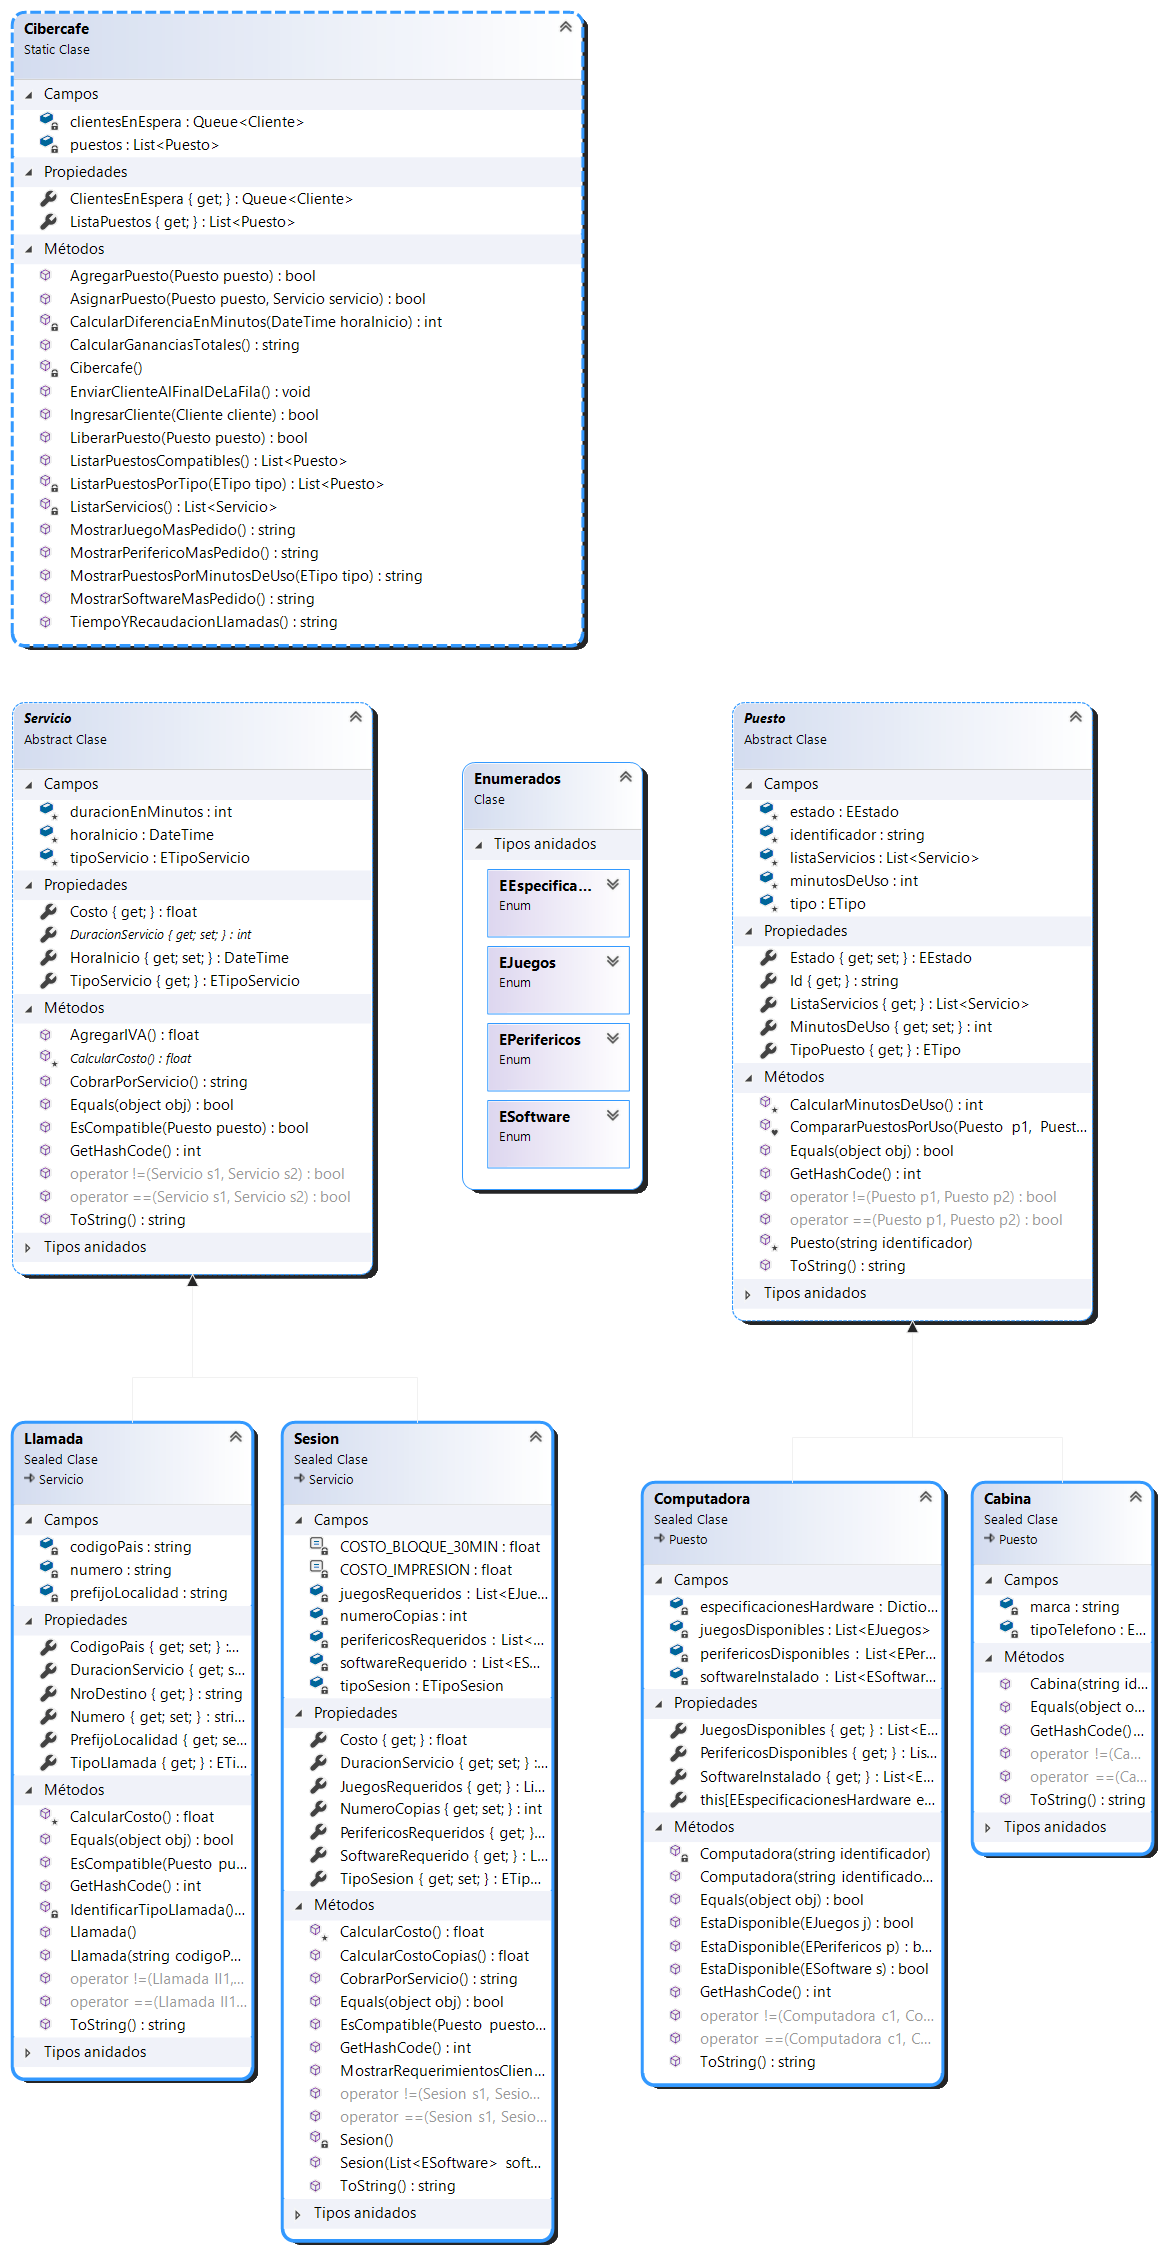 Cibercafe
Static Clase
Campos
clientesEnEspera : Queue<Cliente>
puestos : List<Puesto>
Propiedades
ClientesEnEspera { get; } : Queue<Cliente>
ListaPuestos { get; } : List<Puesto>
Métodos
AgregarPuesto(Puesto puesto) : bool
AsignarPuesto(Puesto puesto, Servicio servicio) : bool
CalcularDiferenciaEnMinutos(DateTime horaInicio) : int
CalcularGananciasTotales() : string
Cibercafe()
EnviarClienteAlFinalDeLaFila() : void
IngresarCliente(Cliente cliente) : bool
LiberarPuesto(Puesto puesto) : bool
ListarPuestosCompatibles() : List<Puesto>
ListarPuestosPorTipo(ETipo tipo) : List<Puesto>
ListarServicios() : List<Servicio>
MostrarJuegoMasPedido() : string
MostrarPerifericoMasPedido() : string
MostrarPuestosPorMinutosDeUso(ETipo tipo) : string
MostrarSoftwareMasPedido() : string
TiempoYRecaudacionLlamadas() : string
Servicio
Abstract Clase
Campos
duracionEnMinutos : int
horaInicio : DateTime
tipoServicio : ETipoServicio
Propiedades
Costo { get; } : float
DuracionServicio { get; set; } : int
HoraInicio { get; set; } : DateTime
TipoServicio { get; } : ETipoServicio
Métodos
AgregarIVA() : float
CalcularCosto() : float
CobrarPorServicio() : string
Equals(object obj) : bool
EsCompatible(Puesto puesto) : bool
GetHashCode() : int
operator !=(Servicio s1, Servicio s2) : bool
operator ==(Servicio s1, Servicio s2) : bool
ToString() : string
Tipos anidados
Enumerados
Clase
Tipos anidados
EEspecifica...
Enum
EJuegos
Enum
EPerifericos
Enum
ESoftware
Enum
Puesto
Abstract Clase
Campos
estado : EEstado
identificador : string
listaServicios : List<Servicio>
minutosDeUso : int
tipo : ETipo
Propiedades
Estado { get; set; } : EEstado
Id { get; } : string
ListaServicios { get; } : List<Servicio>
MinutosDeUso { get; set; } : int
TipoPuesto { get; } : ETipo
Métodos
CalcularMinutosDeUso() : int
CompararPuestosPorUso(Puesto p1, Puest...
Equals(object obj) : bool
GetHashCode() : int
operator !=(Puesto p1, Puesto p2) : bool
operator ==(Puesto p1, Puesto p2) : bool
Puesto(string identificador)
ToString() : string
Tipos anidados
Llamada
Sealed Clase
Servicio
Campos
codigoPais : string
numero : string
prefijoLocalidad : string
Propiedades
CodigoPais { get; set; } :...
DuracionServicio { get; s...
NroDestino { get; } : string
Numero { get; set; } : stri...
PrefijoLocalidad { get; se...
TipoLlamada { get; } : ETi...
Métodos
CalcularCosto() : float
Equals(object obj) : bool
EsCompatible(Puesto pu...
GetHashCode() : int
IdentificarTipoLlamada()...
Llamada()
Llamada(string codigoP...
operator !=(Llamada ll1,...
operator ==(Llamada ll1...
ToString() : string
Tipos anidados
Sesion
Sealed Clase
Servicio
Campos
COSTO_BLOQUE_30MIN : float
COSTO_IMPRESION : float
juegosRequeridos : List<EJue...
numeroCopias : int
perifericosRequeridos : List<...
softwareRequerido : List<ES...
tipoSesion : ETipoSesion
Propiedades
Costo { get; } : float
DuracionServicio { get; set; } :...
JuegosRequeridos { get; } : Li...
NumeroCopias { get; set; } : int
PerifericosRequeridos { get; }...
SoftwareRequerido { get; } : L...
TipoSesion { get; set; } : ETip...
Métodos
CalcularCosto() : float
CalcularCostoCopias() : float
CobrarPorServicio() : string
Equals(object obj) : bool
EsCompatible(Puesto puesto...
GetHashCode() : int
MostrarRequerimientosClien...
operator !=(Sesion s1, Sesio...
operator ==(Sesion s1, Sesio...
Sesion()
Sesion(List<ESoftware> soft...
ToString() : string
Tipos anidados
Computadora
Sealed Clase
Puesto
Campos
especificacionesHardware : Dictio...
juegosDisponibles : List<EJuegos>
perifericosDisponibles : List<EPer...
softwareInstalado : List<ESoftwar...
Propiedades
JuegosDisponibles { get; } : List<E...
PerifericosDisponibles { get; } : Lis...
SoftwareInstalado { get; } : List<E...
this[EEspecificacionesHardware e...
Métodos
Computadora(string identificador)
Computadora(string identificado...
Equals(object obj) : bool
EstaDisponible(EJuegos j) : bool
EstaDisponible(EPerifericos p) : b...
EstaDisponible(ESoftware s) : bool
GetHashCode() : int
operator !=(Computadora c1, Co...
operator ==(Computadora c1, C...
ToString() : string
Cabina
Sealed Clase
Puesto
Campos
marca : string
tipoTelefono : E...
Métodos
Cabina(string id...
Equals(object o...
GetHashCode()...
operator !=(Ca...
operator ==(Ca...
ToString() : string
Tipos anidados